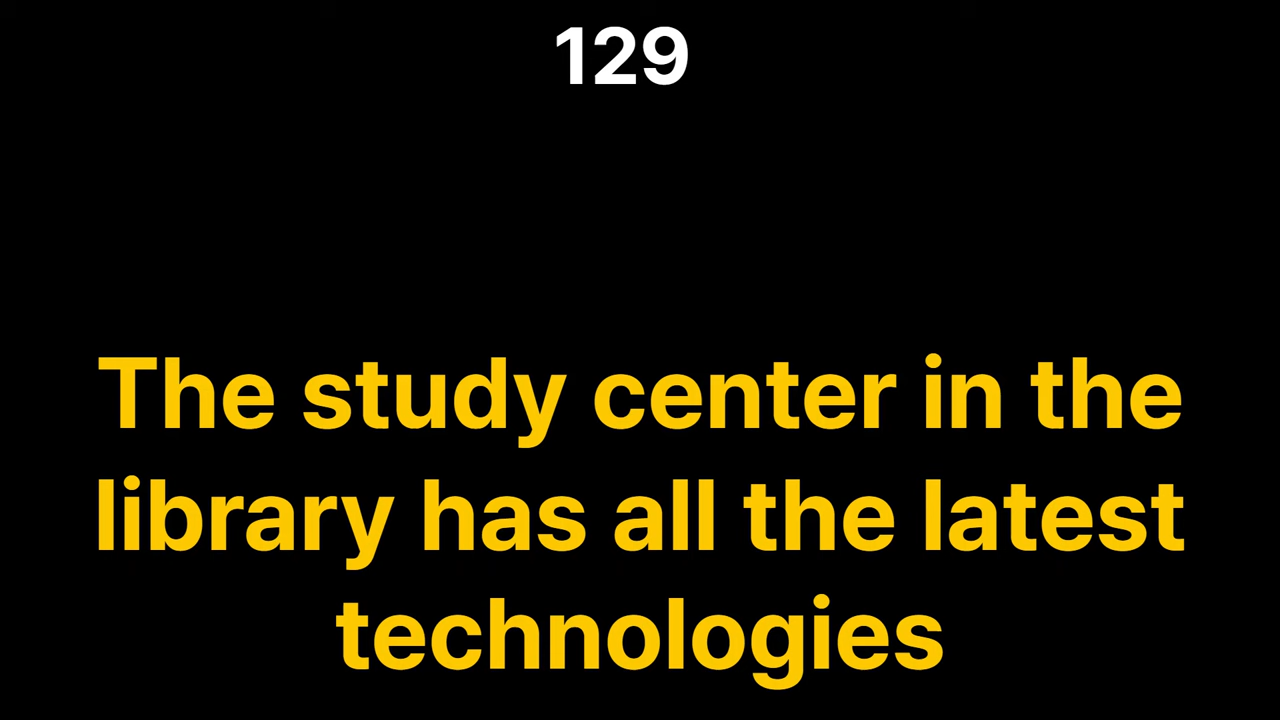 129
The study center in the
library has all the latest
technologies